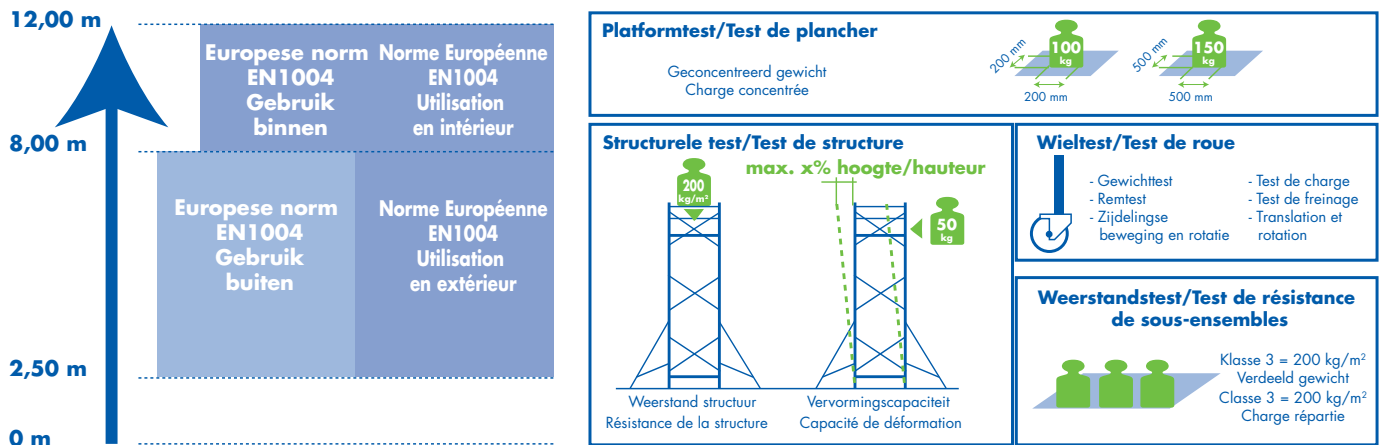 12,00 m
Europese norm
EN1004
Gebruik
binnen
Norme Européenne
EN1004
Utilisation
en intérieur
8,00 m
Europese norm
EN1004
Gebruik
buiten
Norme Européenne
EN1004
Utilisation
en extérieur
2,50 m
0 m
Platformtest/Test de plancher
Geconcentreerd gewicht
Charge concentrée
200 mm
100
kg
200 mm
500 mm
150
kg
500 mm
Structurele test/Test de structure
max. x% hoogte/hauteur
200
kg/m²
50
kg
Weerstand structuur
Résistance de la structure
Vervormingscapaciteit
Capacité de déformation
Wieltest/Test de roue
- Gewichttest
- Remtest
- Zijdelingse
beweging en rotatie
- Test de charge
- Test de freinage
- Translation et
rotation
Weerstandstest/Test de résistance
de sous-ensembles
Klasse 3 = 200 kg/m²
Verdeeld gewicht
Classe 3 = 200 kg/m²
Charge répartie